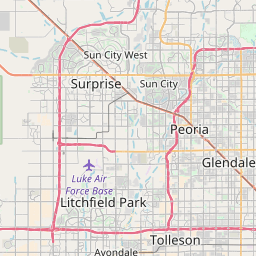 Sun City West
Surprise
Sun City
Peoria
Glendale
Luke Air
Force Base
Litchfield Park
Tolleson
Avondale